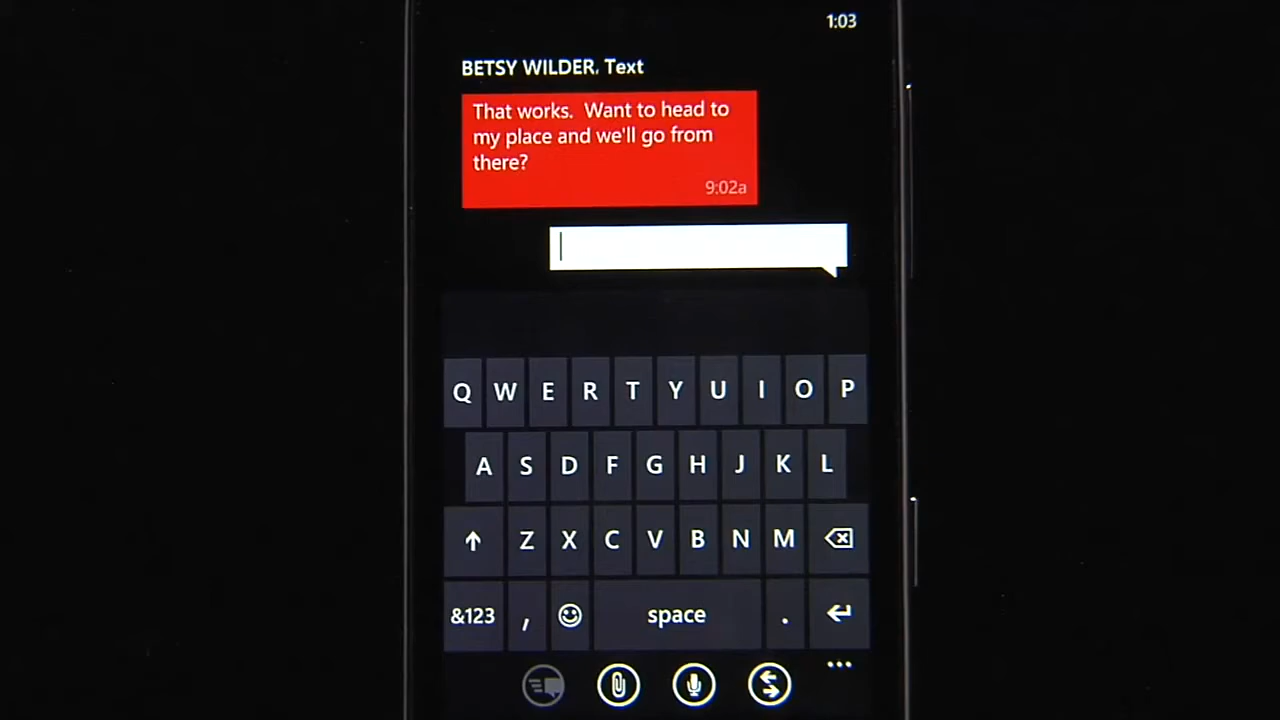 1:03
BETSY WILDER, Text
That works.  Want to head to
my place and we'll go from
there?
9:02a
Q W E R T Y U I O P
A S D F G H J K L
Z X C V B N M
&123 , space .